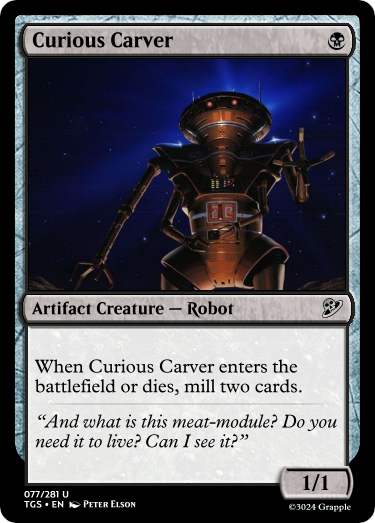 Curious Carver
Artifact Creature — Robot
When Curious Carver enters the
battlefield or dies, mill two cards.
“And what is this meat-module? Do you
need it to live? Can I see it?”
1/1
077/281 U
TGS • EN Peter Elson
©3024 Grapple